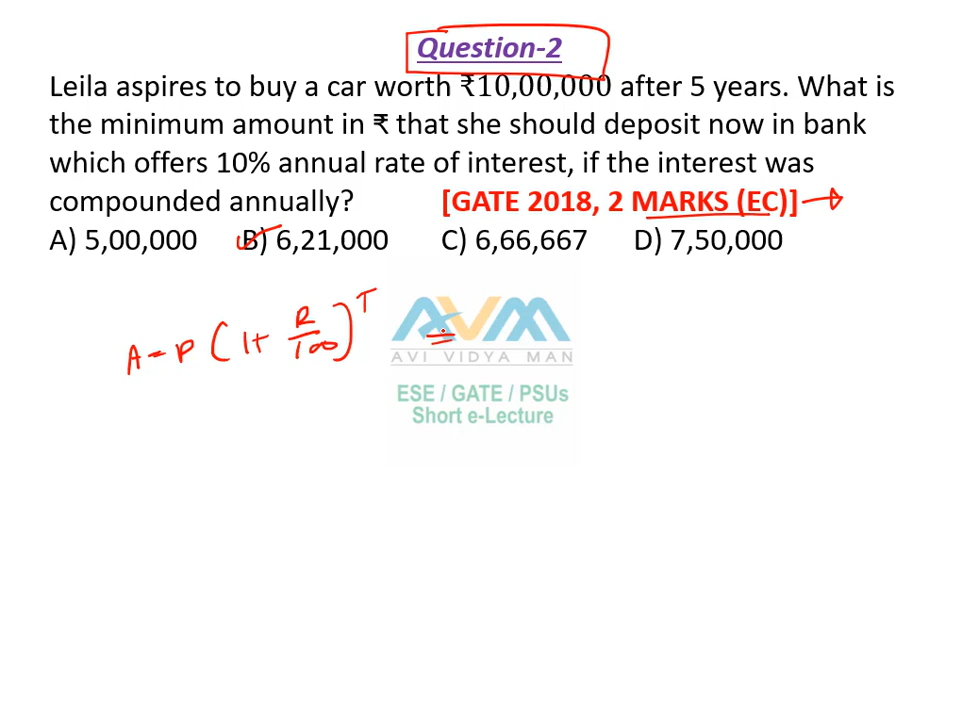 Question-2
Leila aspires to buy a car worth ₹10,00,000 after 5 years. What is
the minimum amount in ₹ that she should deposit now in bank
which offers 10% annual rate of interest, if the interest was
compounded annually? [GATE 2018, 2 MARKS (EC)]
A) 5,00,000 B) 6,21,000 C) 6,66,667 D) 7,50,000
A = P (1+ R/100)^T =
AVM
AVI VIDYA MAN
ESE / GATE / PSUs
Short e-Lecture